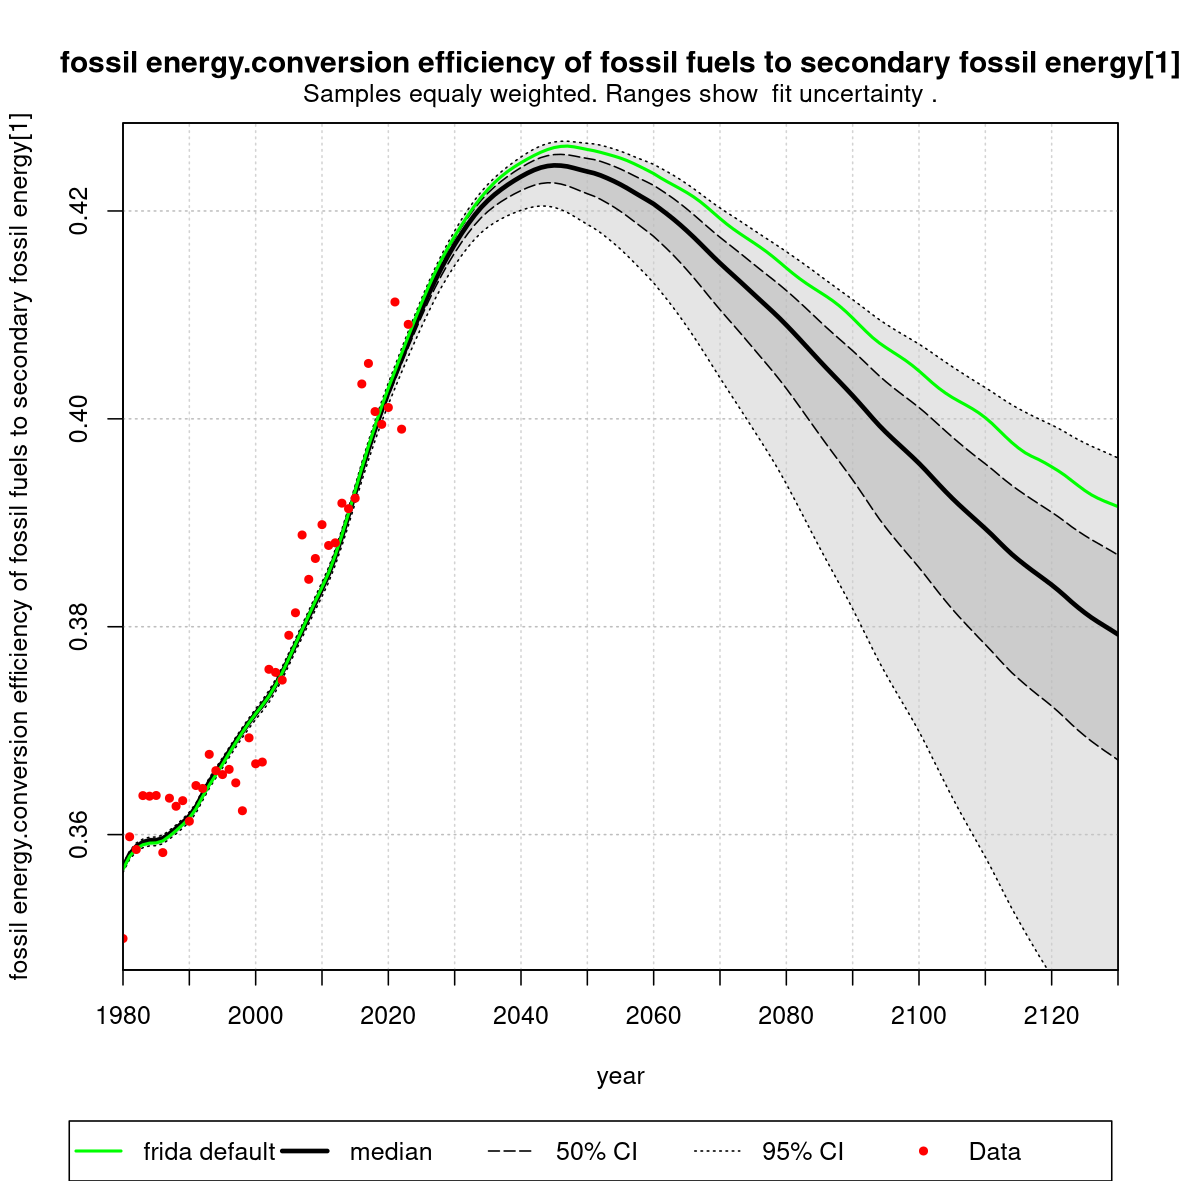 fossil energy.conversion efficiency of fossil fuels to secondary fossil energy[1]
Samples equaly weighted. Ranges show  fit uncertainty .
fossil energy.conversion efficiency of fossil fuels to secondary fossil energy[1]
0.42
0.40
0.38
0.36
1980 2000 2020 2040 2060 2080 2100 2120
year
frida default median 50% CI 95% CI Data